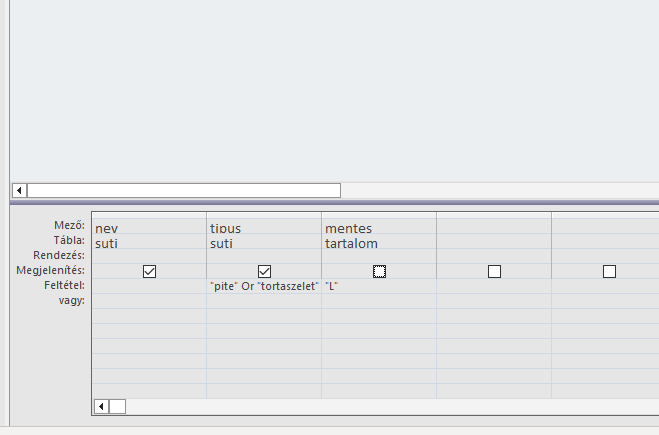 Mező: nev tipus mentes
Tábla: suti suti tartalom
Rendezés:
Megjelenítés:
Feltétel: "pite" Or "tortaszelet" "L"
vagy: